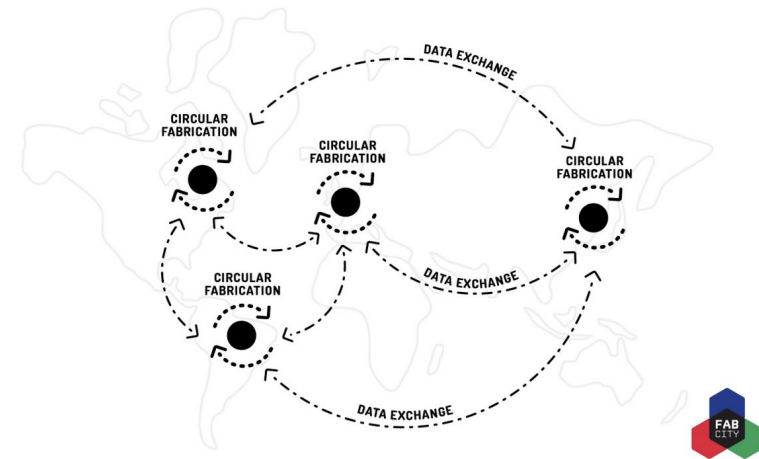 DATA EXCHANGE
CIRCULAR
FABRICATION
CIRCULAR
FABRICATION
CIRCULAR
FABRICATION
CIRCULAR
FABRICATION
DATA EXCHANGE
DATA EXCHANGE
FAB
CITY